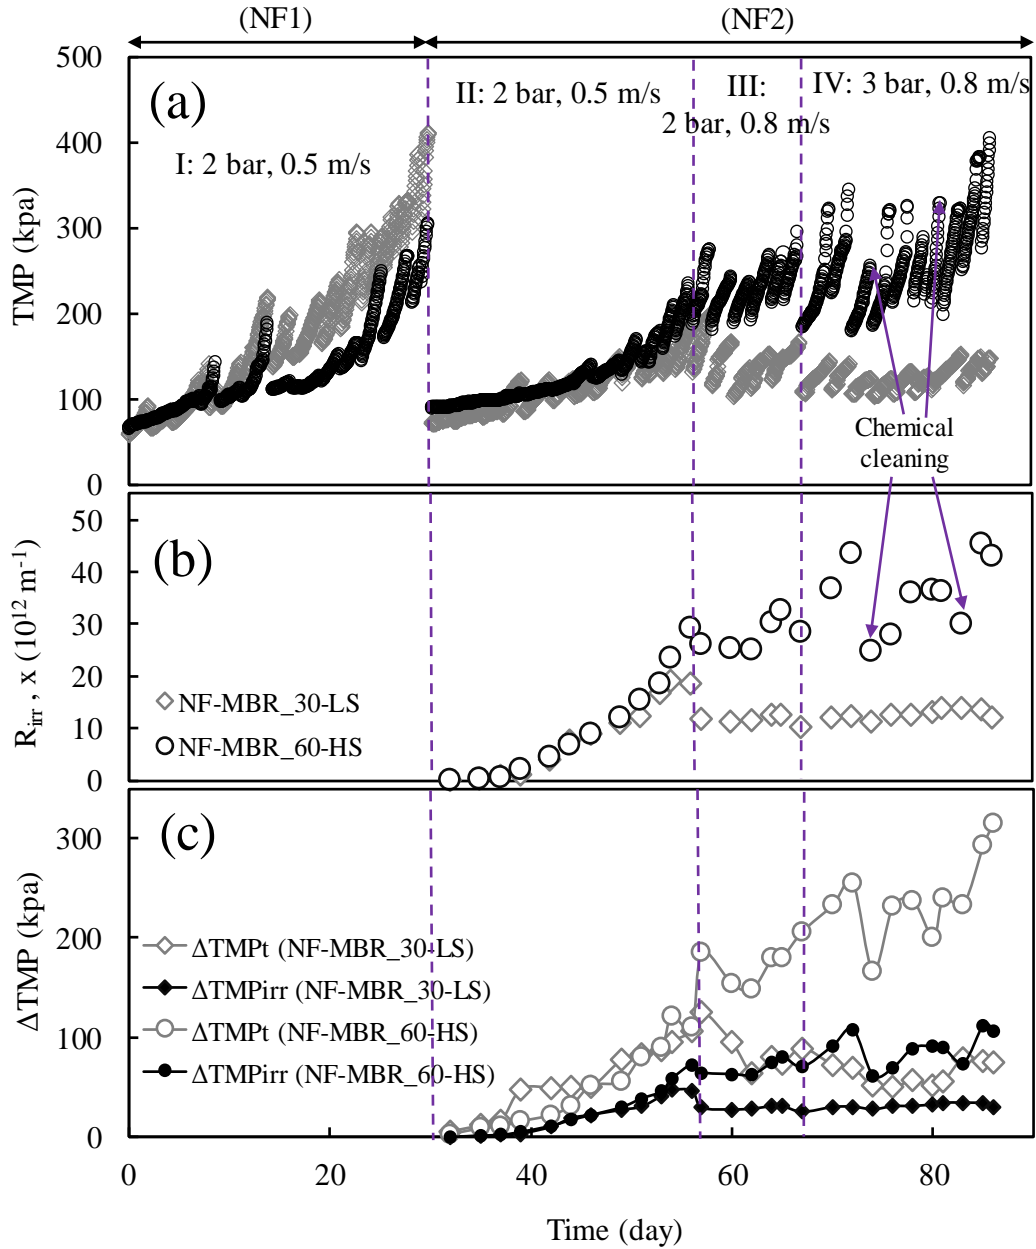 (NF1)
(NF2)
500
400
300
200
100
0
TMP (kpa)
(a)
I: 2 bar, 0.5 m/s
II: 2 bar, 0.5 m/s
III:
2 bar, 0.8 m/s
IV: 3 bar, 0.8 m/s
Chemical
cleaning
50
40
30
20
10
0
R_irr , x (10^12 m^-1)
(b)
NF-MBR_30-LS
NF-MBR_60-HS
300
200
100
0
ΔTMP (kpa)
(c)
ΔTMPt (NF-MBR_30-LS)
ΔTMPirr (NF-MBR_30-LS)
ΔTMPt (NF-MBR_60-HS)
ΔTMPirr (NF-MBR_60-HS)
0
20
40
60
80
Time (day)